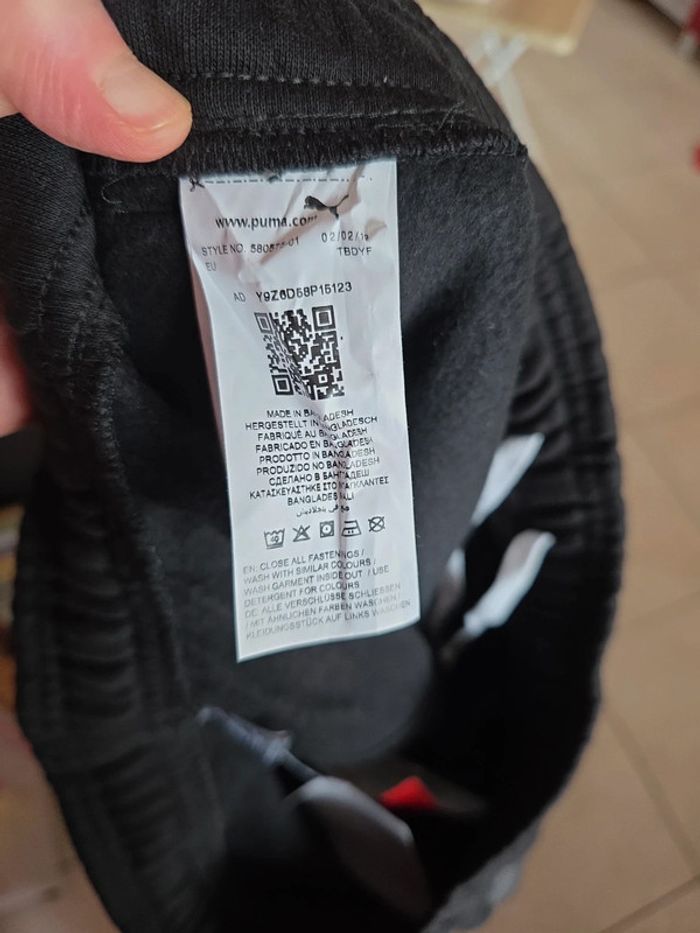 www.puma.com
STYLE NO. 02/02/19
EU TBDYF
AD Y9Z6D58P15123
MADE IN BANGLADESH
HERGESTELLT IN BANGLADESCH
FABRIQUÉ AU BANGLADESH
FABRICADO EN BANGLADESH
PRODOTTO IN BANGLADESH
PRODUZIDO NO BANGLADESH
СДЕЛАНО В БАНГЛАДЕШ
ΚΑΤΑΣΚΕΥΑΣΤΗΚΕ ΣΤΟ
40
EN: CLOSE ALL FASTENINGS /
WASH WITH SIMILAR COLOURS /
WASH GARMENT INSIDE OUT / USE
DETERGENT FOR COLOURS
DE: ALLE VERSCHLÜSSE SCHLIESSEN
/ MIT ÄHNLICHEN FARBEN WASCHEN /
KLEIDUNGSSTÜCK AUF LINKS WASCHEN